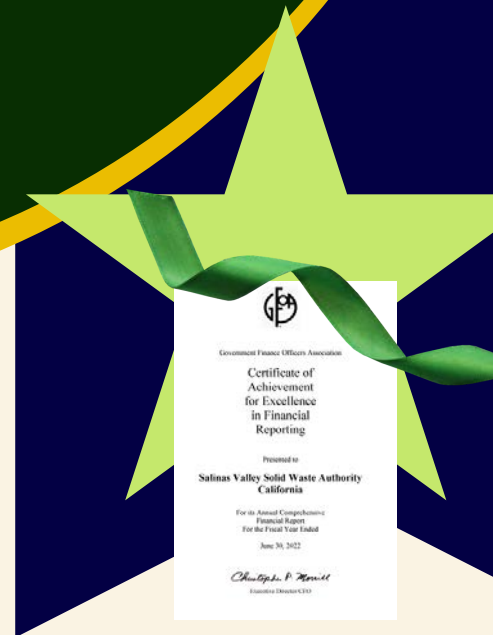 GFOA
Government Finance Officers Association
Certificate of
Achievement
for Excellence
in Financial
Reporting
Presented to
Salinas Valley Solid Waste Authority
California
For its Annual Comprehensive
Financial Report
For the Fiscal Year Ended
June 30, 2022
Christopher P. Morrill
Executive Director/CEO